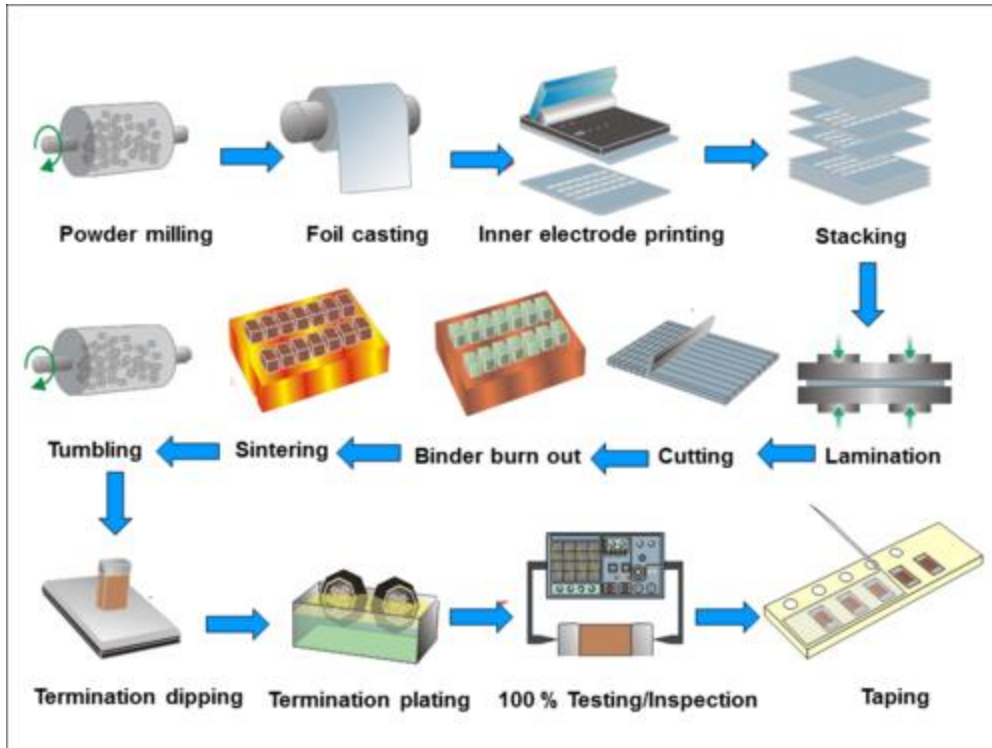 Powder milling
Foil casting
Inner electrode printing
Stacking
Tumbling
Sintering
Binder burn out
Cutting
Lamination
Termination dipping
Termination plating
100 % Testing/Inspection
Taping